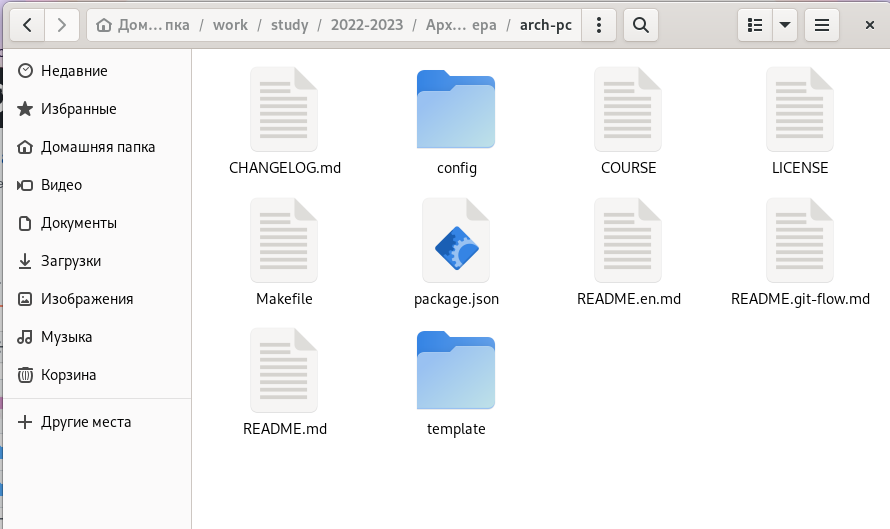 Дом…пка / work / study / 2022-2023 / Арх… ера / arch-pc
Недавние
Избранные
Домашняя папка
Видео
Документы
Загрузки
Изображения
Музыка
Корзина
Другие места
CHANGELOG.md config COURSE LICENSE
Makefile package.json README.en.md README.git-flow.md
README.md template